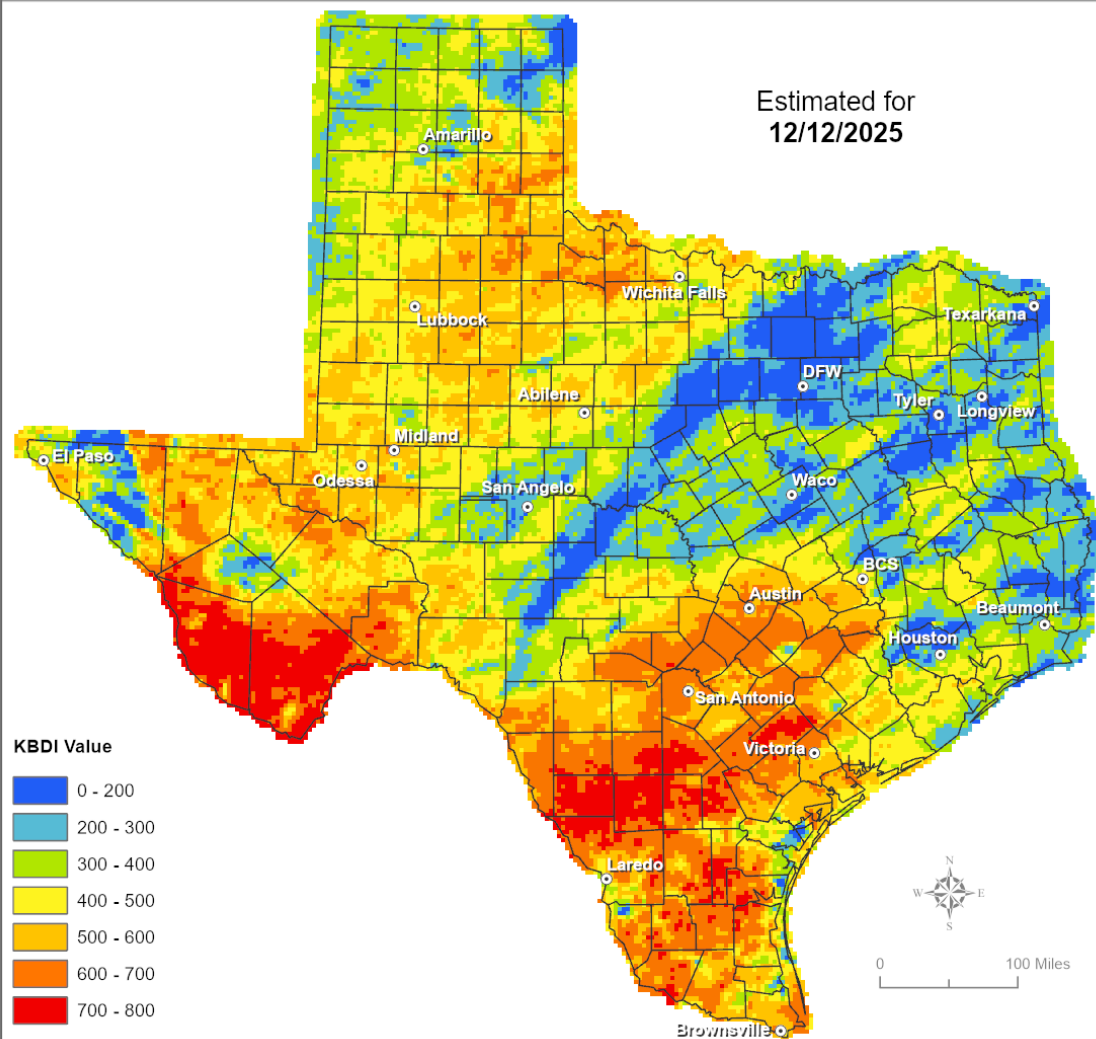 Estimated for
12/12/2025
Amarillo
Wichita Falls
Lubbock
Texarkana
DFW
Abilene
Tyler
Longview
Midland
El Paso
Odessa
San Angelo
Waco
BCS
Austin
Beaumont
Houston
San Antonio
Victoria
Laredo
Brownsville
KBDI Value
0 - 200
200 - 300
300 - 400
400 - 500
500 - 600
600 - 700
700 - 800
N
W E
S
0 100 Miles